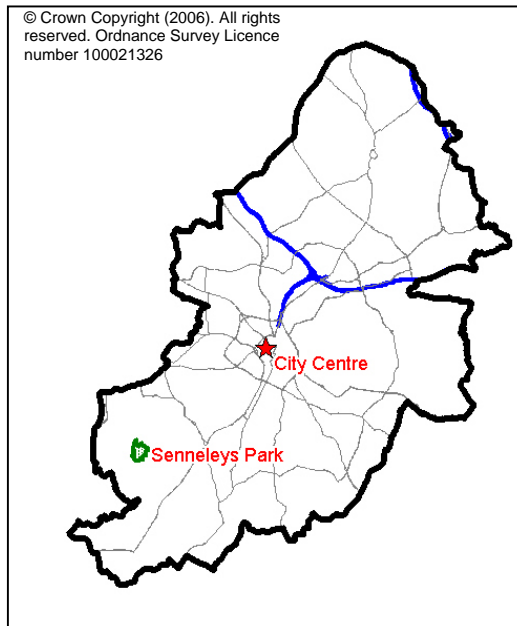 © Crown Copyright (2006). All rights
reserved. Ordnance Survey Licence
number 100021326
City Centre
Senneleys Park